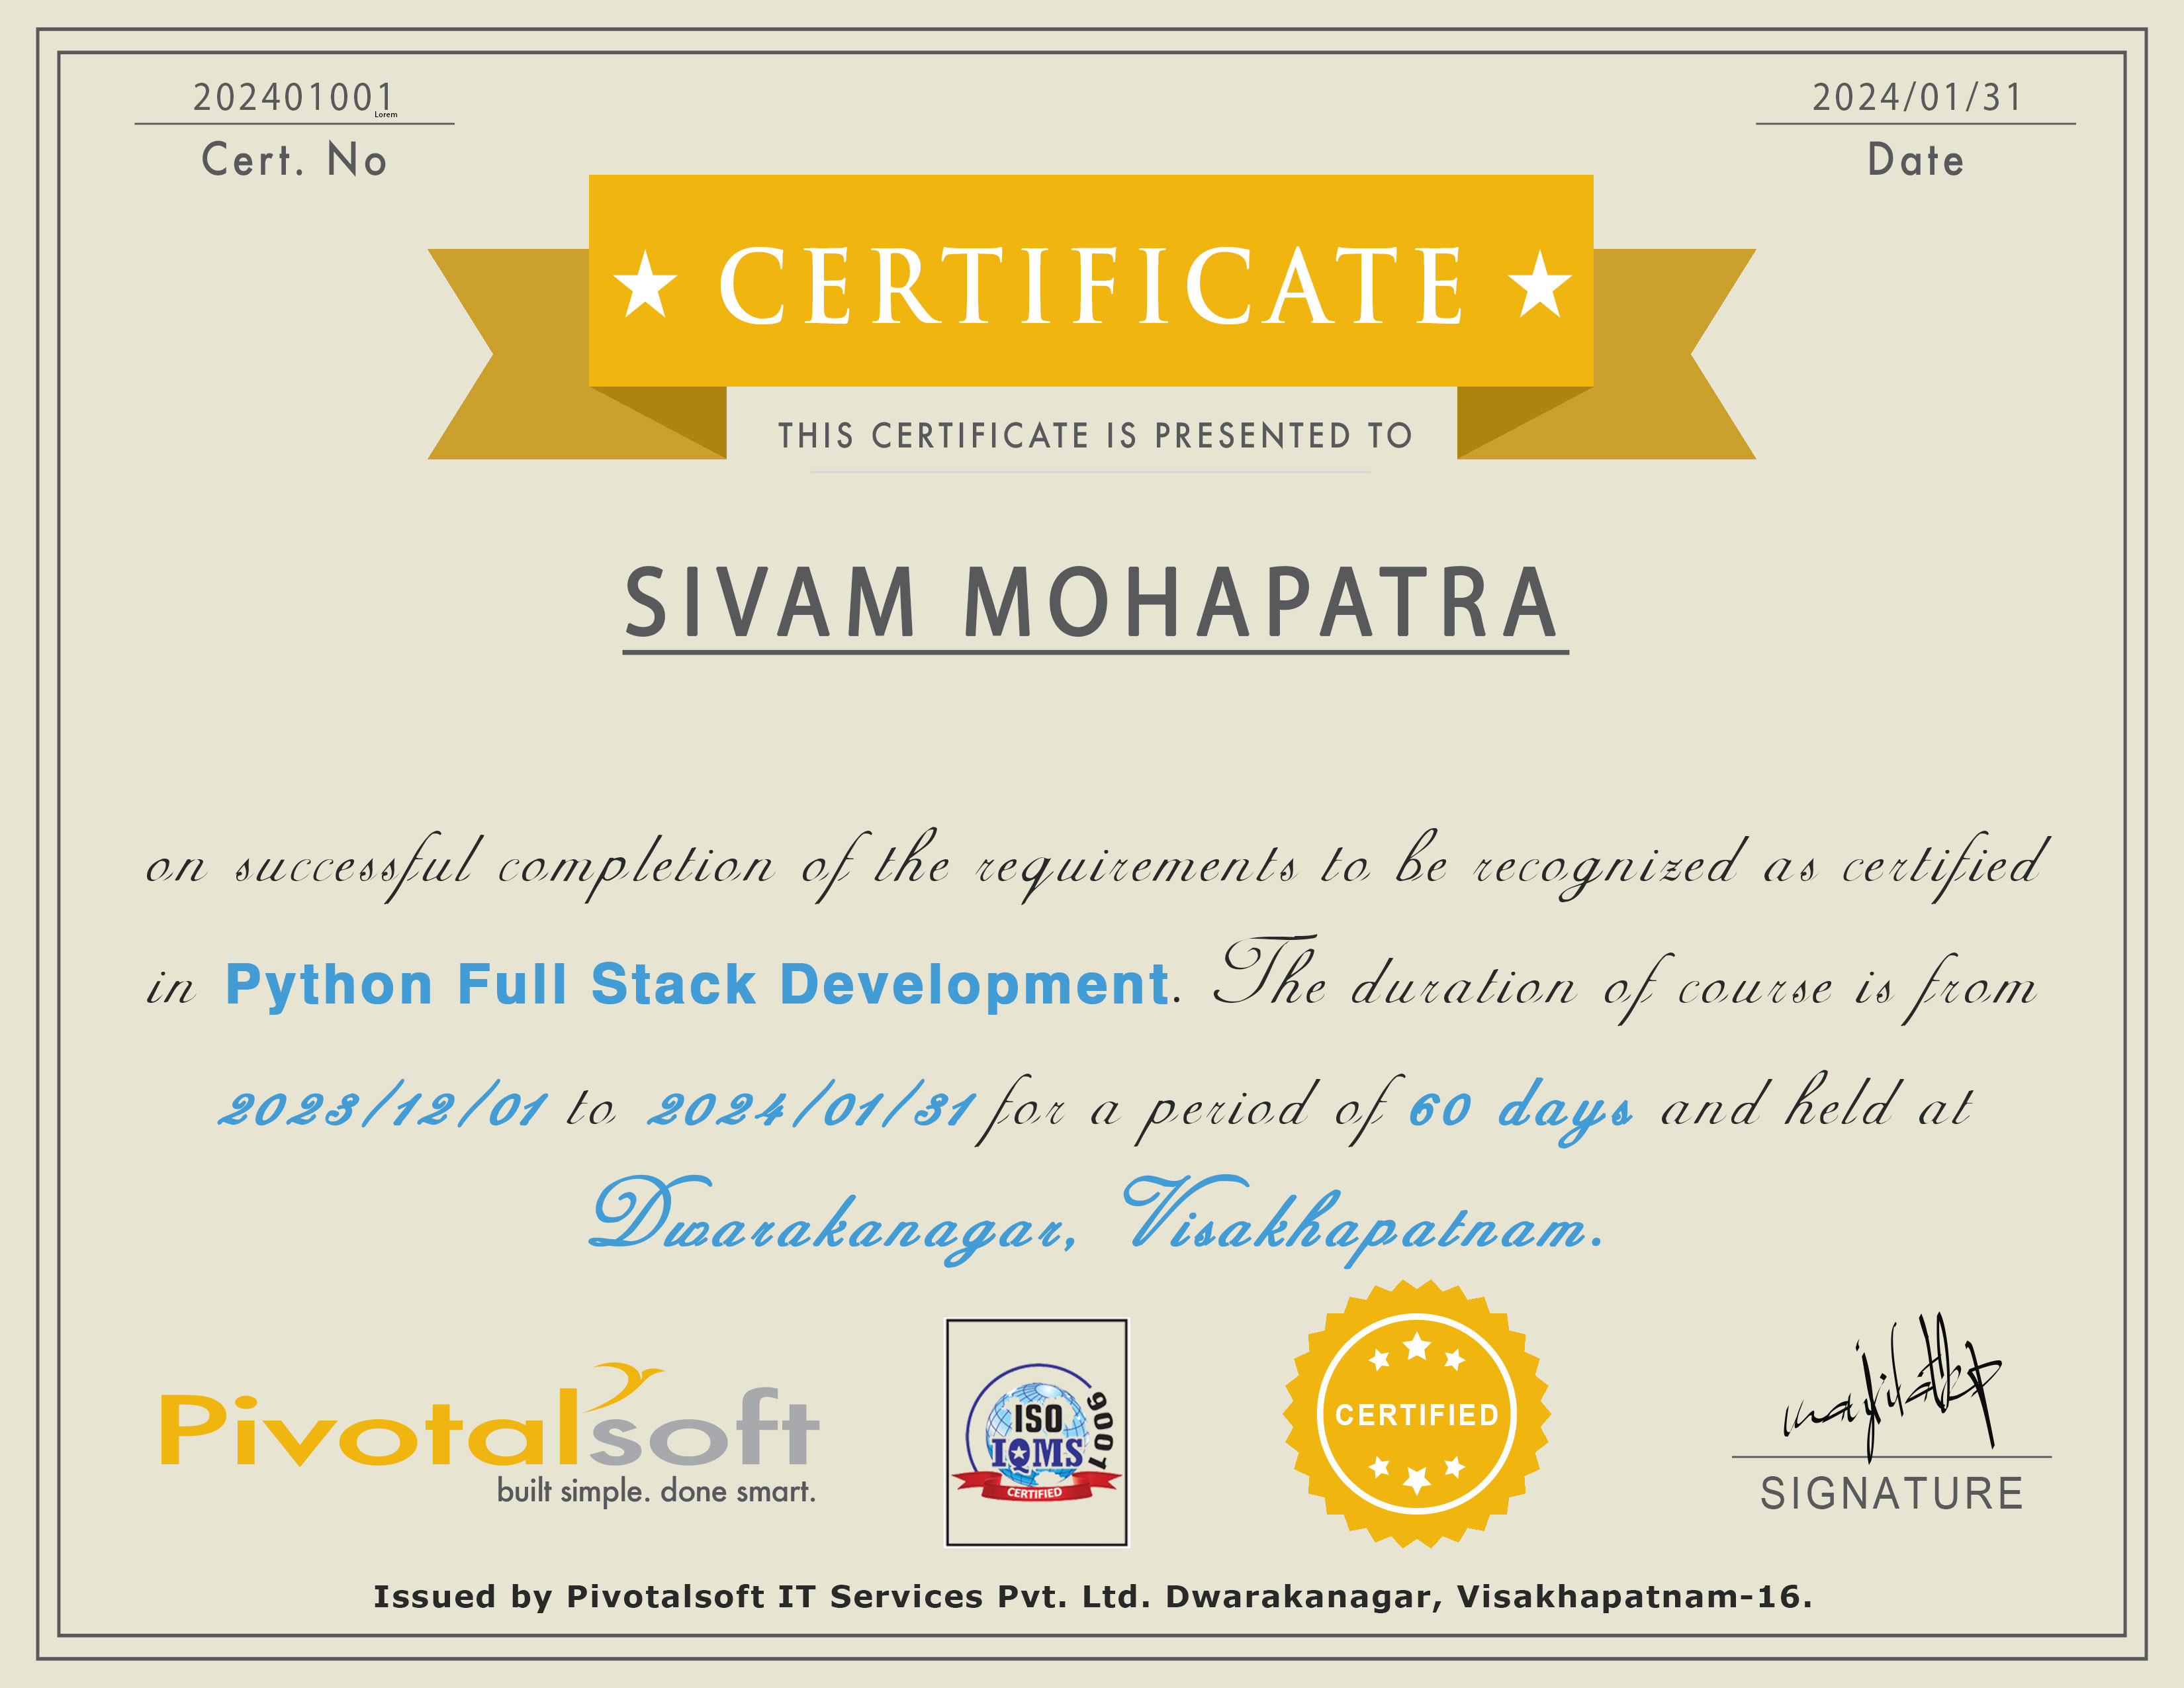 202401001
Lorem
Cert. No
2024/01/31
Date
★ CERTIFICATE ★
THIS CERTIFICATE IS PRESENTED TO
SIVAM MOHAPATRA
on successful completion of the requirements to be recognized as certified
in Python Full Stack Development. The duration of course is from
2023/12/01 to 2024/01/31 for a period of 60 days and held at
Dwarakanagar, Visakhapatnam.
Pivotalsoft
built simple. done smart.
ISO
9001
IQMS
CERTIFIED
CERTIFIED
SIGNATURE
Issued by Pivotalsoft IT Services Pvt. Ltd. Dwarakanagar, Visakhapatnam-16.